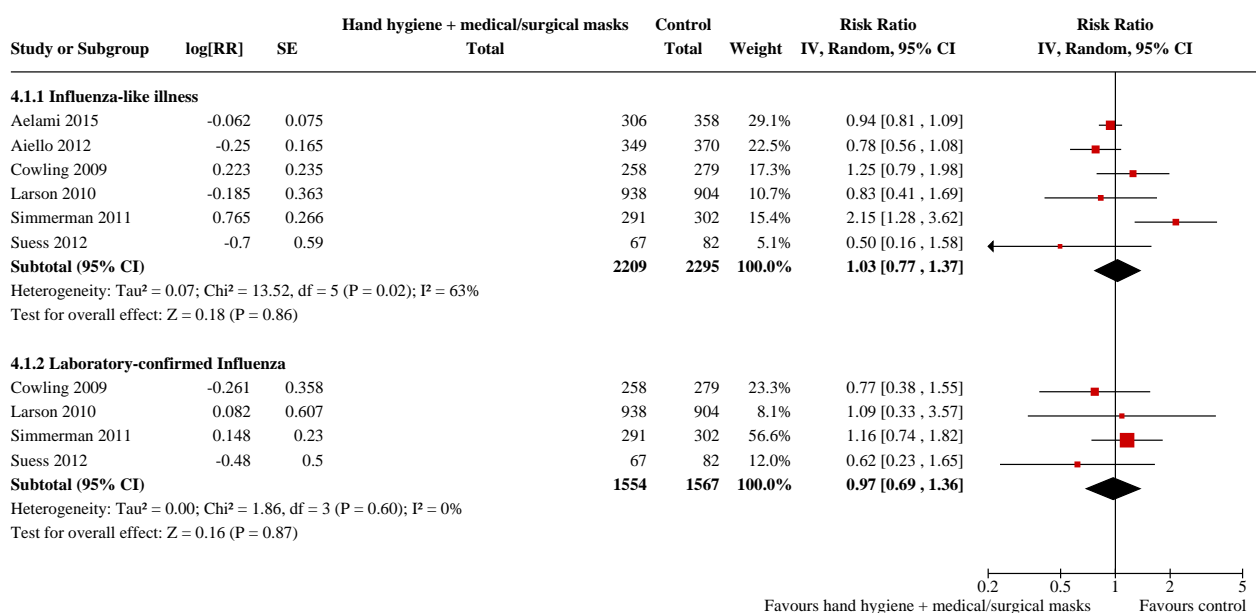 Hand hygiene + medical/surgical masks Control Risk Ratio Risk Ratio
Study or Subgroup log[RR] SE Total Total Weight IV, Random, 95% CI IV, Random, 95% CI
4.1.1 Influenza-like illness
Aelami 2015 -0.062 0.075 306 358 29.1% 0.94 [0.81 , 1.09]
Aiello 2012 -0.25 0.165 349 370 22.5% 0.78 [0.56 , 1.08]
Cowling 2009 0.223 0.235 258 279 17.3% 1.25 [0.79 , 1.98]
Larson 2010 -0.185 0.363 938 904 10.7% 0.83 [0.41 , 1.69]
Simmerman 2011 0.765 0.266 291 302 15.4% 2.15 [1.28 , 3.62]
Suess 2012 -0.7 0.59 67 82 5.1% 0.50 [0.16 , 1.58]
Subtotal (95% CI) 2209 2295 100.0% 1.03 [0.77 , 1.37]
Heterogeneity: Tau² = 0.07; Chi² = 13.52, df = 5 (P = 0.02); I² = 63%
Test for overall effect: Z = 0.18 (P = 0.86)
4.1.2 Laboratory-confirmed Influenza
Cowling 2009 -0.261 0.358 258 279 23.3% 0.77 [0.38 , 1.55]
Larson 2010 0.082 0.607 938 904 8.1% 1.09 [0.33 , 3.57]
Simmerman 2011 0.148 0.23 291 302 56.6% 1.16 [0.74 , 1.82]
Suess 2012 -0.48 0.5 67 82 12.0% 0.62 [0.23 , 1.65]
Subtotal (95% CI) 1554 1567 100.0% 0.97 [0.69 , 1.36]
Heterogeneity: Tau² = 0.00; Chi² = 1.86, df = 3 (P = 0.60); I² = 0%
Test for overall effect: Z = 0.16 (P = 0.87)
0.2 0.5 1 2 5
Favours hand hygiene + medical/surgical masks Favours control